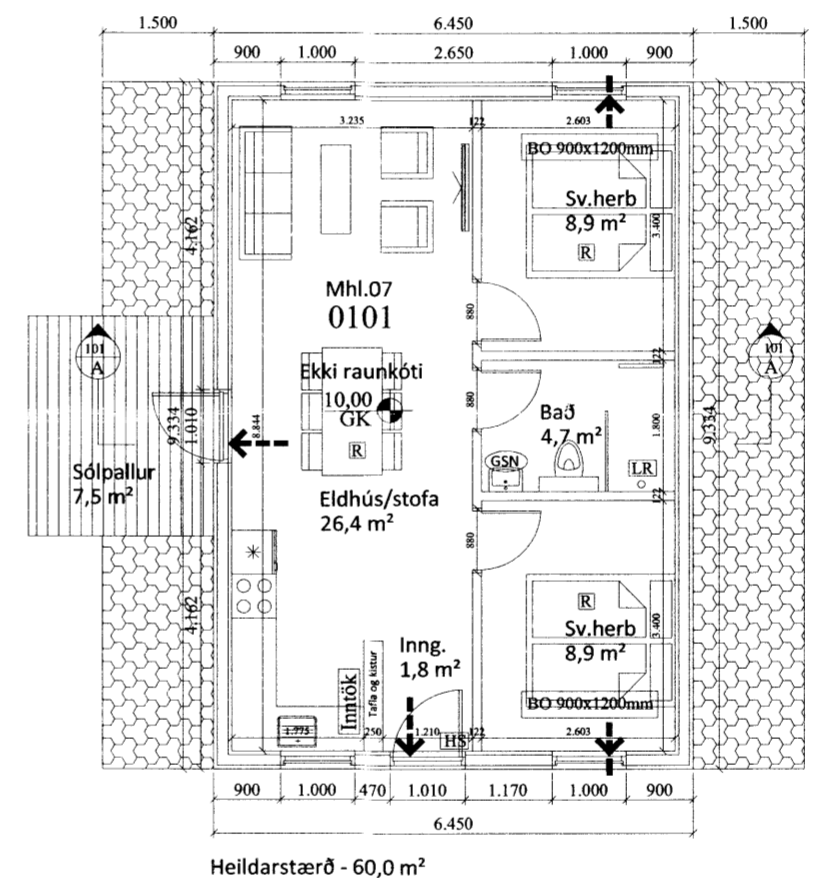 1.500 6.450 1.500
900 1.000 2.650 1.000 900
3.235 122 2.603
BO 900x1200mm
Sv.herb
8,9 m²
3.400
R
4.162
Mhl.07
0101
880
101
A
101
A
122
Ekki raunkóti
10,00
GK
R
880
Bað
4,7 m²
1.800
9.334
1.010
8.844
9.334
GSN
LR
Sólpallur
7,5 m²
Eldhús/stofa
26,4 m²
122
880
R
Sv.herb
8,9 m²
3.400
4.162
Inng.
1,8 m²
Inntök
Tafla og kistur
BO 900x1200mm
1.775 250 1.210 122 2.603
HS
900 1.000 470 1.010 1.170 1.000 900
6.450
Heildarstærð - 60,0 m²